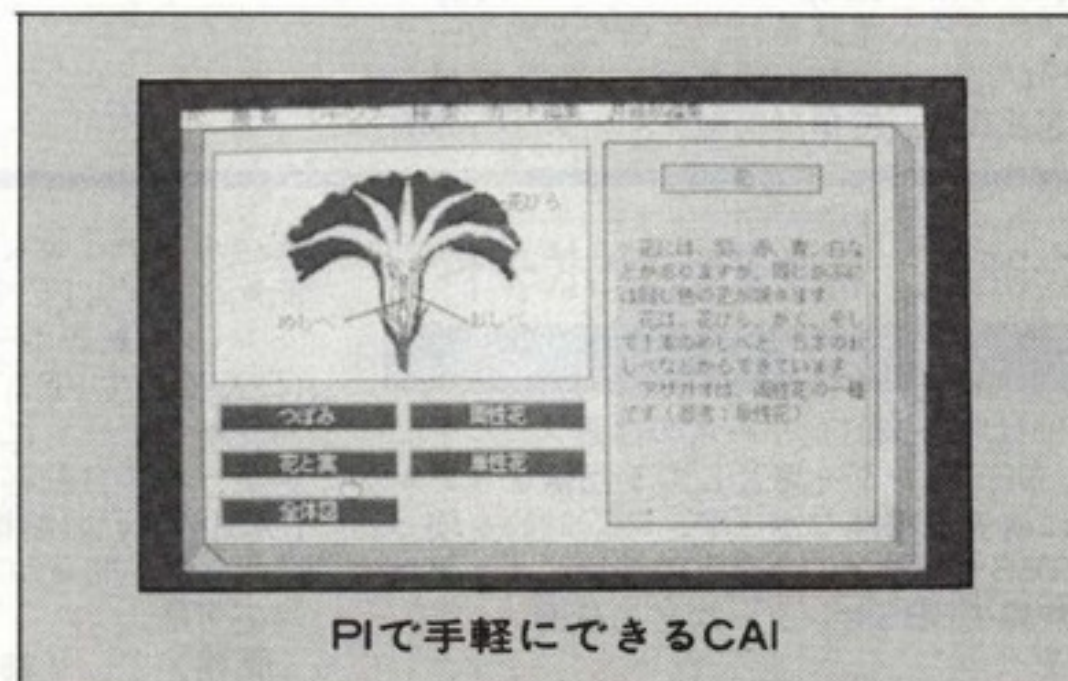 花びら
めしべ
おしべ
花
花には、
、赤、青、白な
どがありますが、同じかぶに
は同じ色の花が咲きます
花は、花びら、がく、そし
て1本のめしべと、5本のお
しべなどからできています
アサガオは、両性花の一種
です(参考:単性花)
つぼみ
両性花
花と実
単性花
全体図
PIで手軽にできるCAI